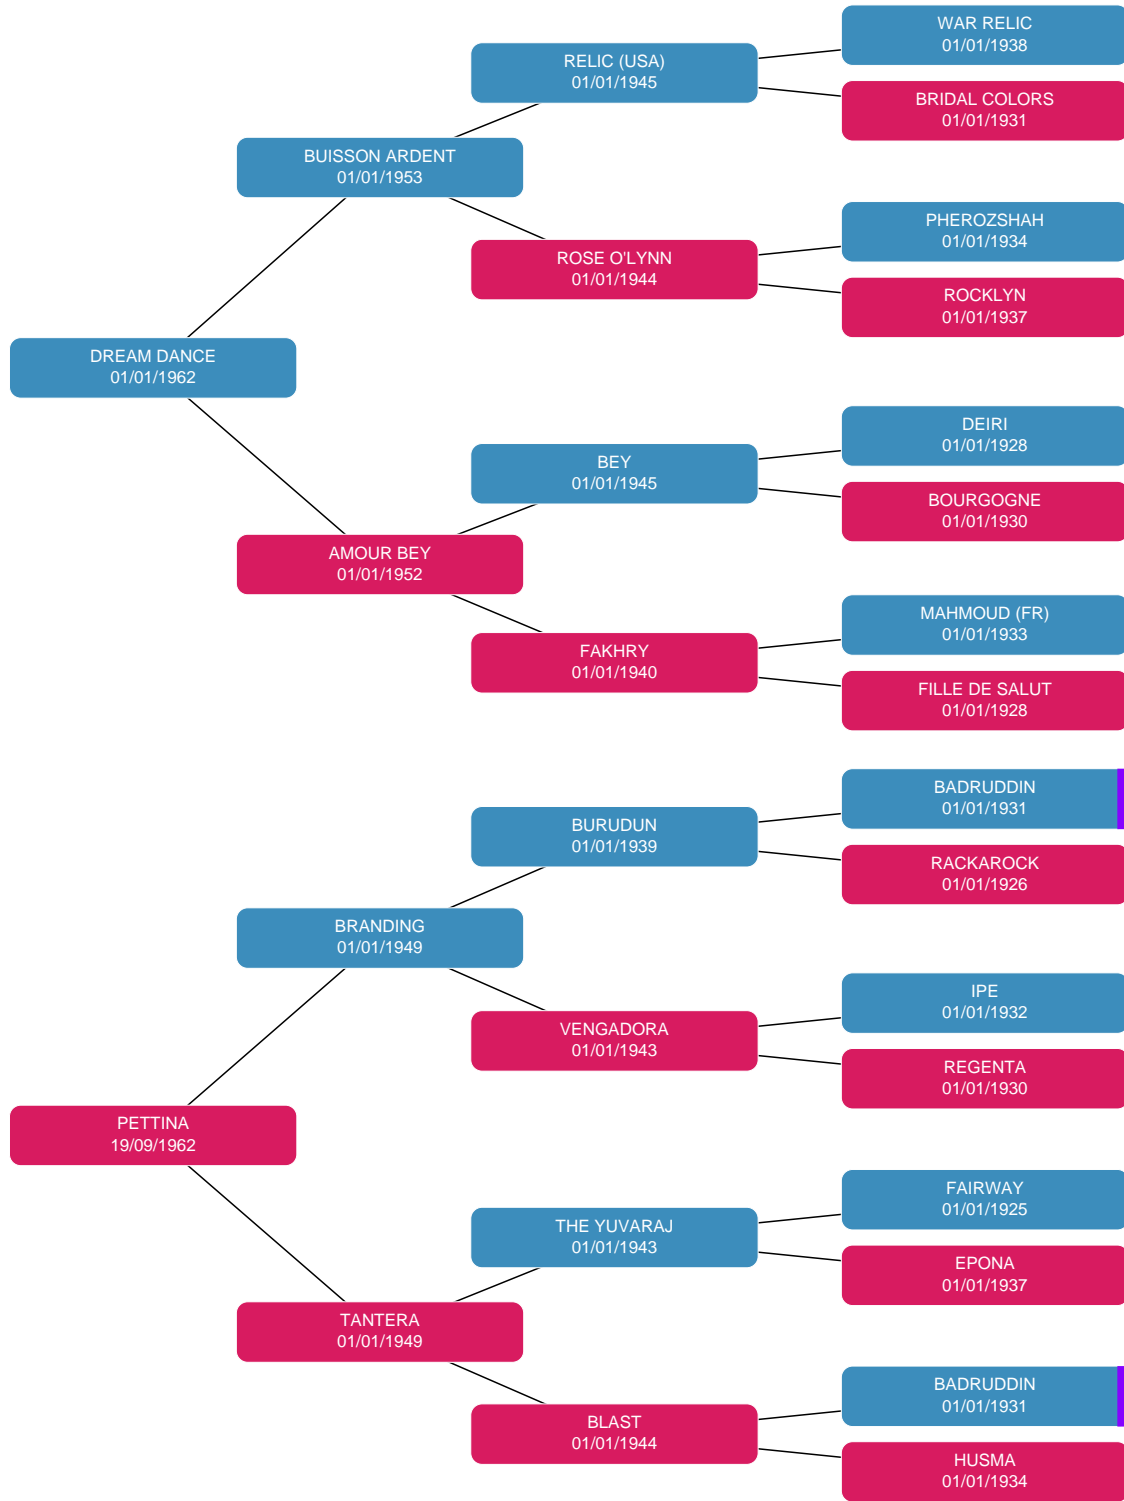 WAR RELIC
01/01/1938
RELIC (USA)
01/01/1945
BRIDAL COLORS
01/01/1931
BUISSON ARDENT
01/01/1953
PHEROZSHAH
01/01/1934
ROSE O'LYNN
01/01/1944
ROCKLYN
01/01/1937
DREAM DANCE
01/01/1962
DEIRI
01/01/1928
BEY
01/01/1945
BOURGOGNE
01/01/1930
AMOUR BEY
01/01/1952
MAHMOUD (FR)
01/01/1933
FAKHRY
01/01/1940
FILLE DE SALUT
01/01/1928
BADRUDDIN
01/01/1931
BURUDUN
01/01/1939
RACKAROCK
01/01/1926
BRANDING
01/01/1949
IPE
01/01/1932
VENGADORA
01/01/1943
REGENTA
01/01/1930
PETTINA
19/09/1962
FAIRWAY
01/01/1925
THE YUVARAJ
01/01/1943
EPONA
01/01/1937
TANTERA
01/01/1949
BADRUDDIN
01/01/1931
BLAST
01/01/1944
HUSMA
01/01/1934